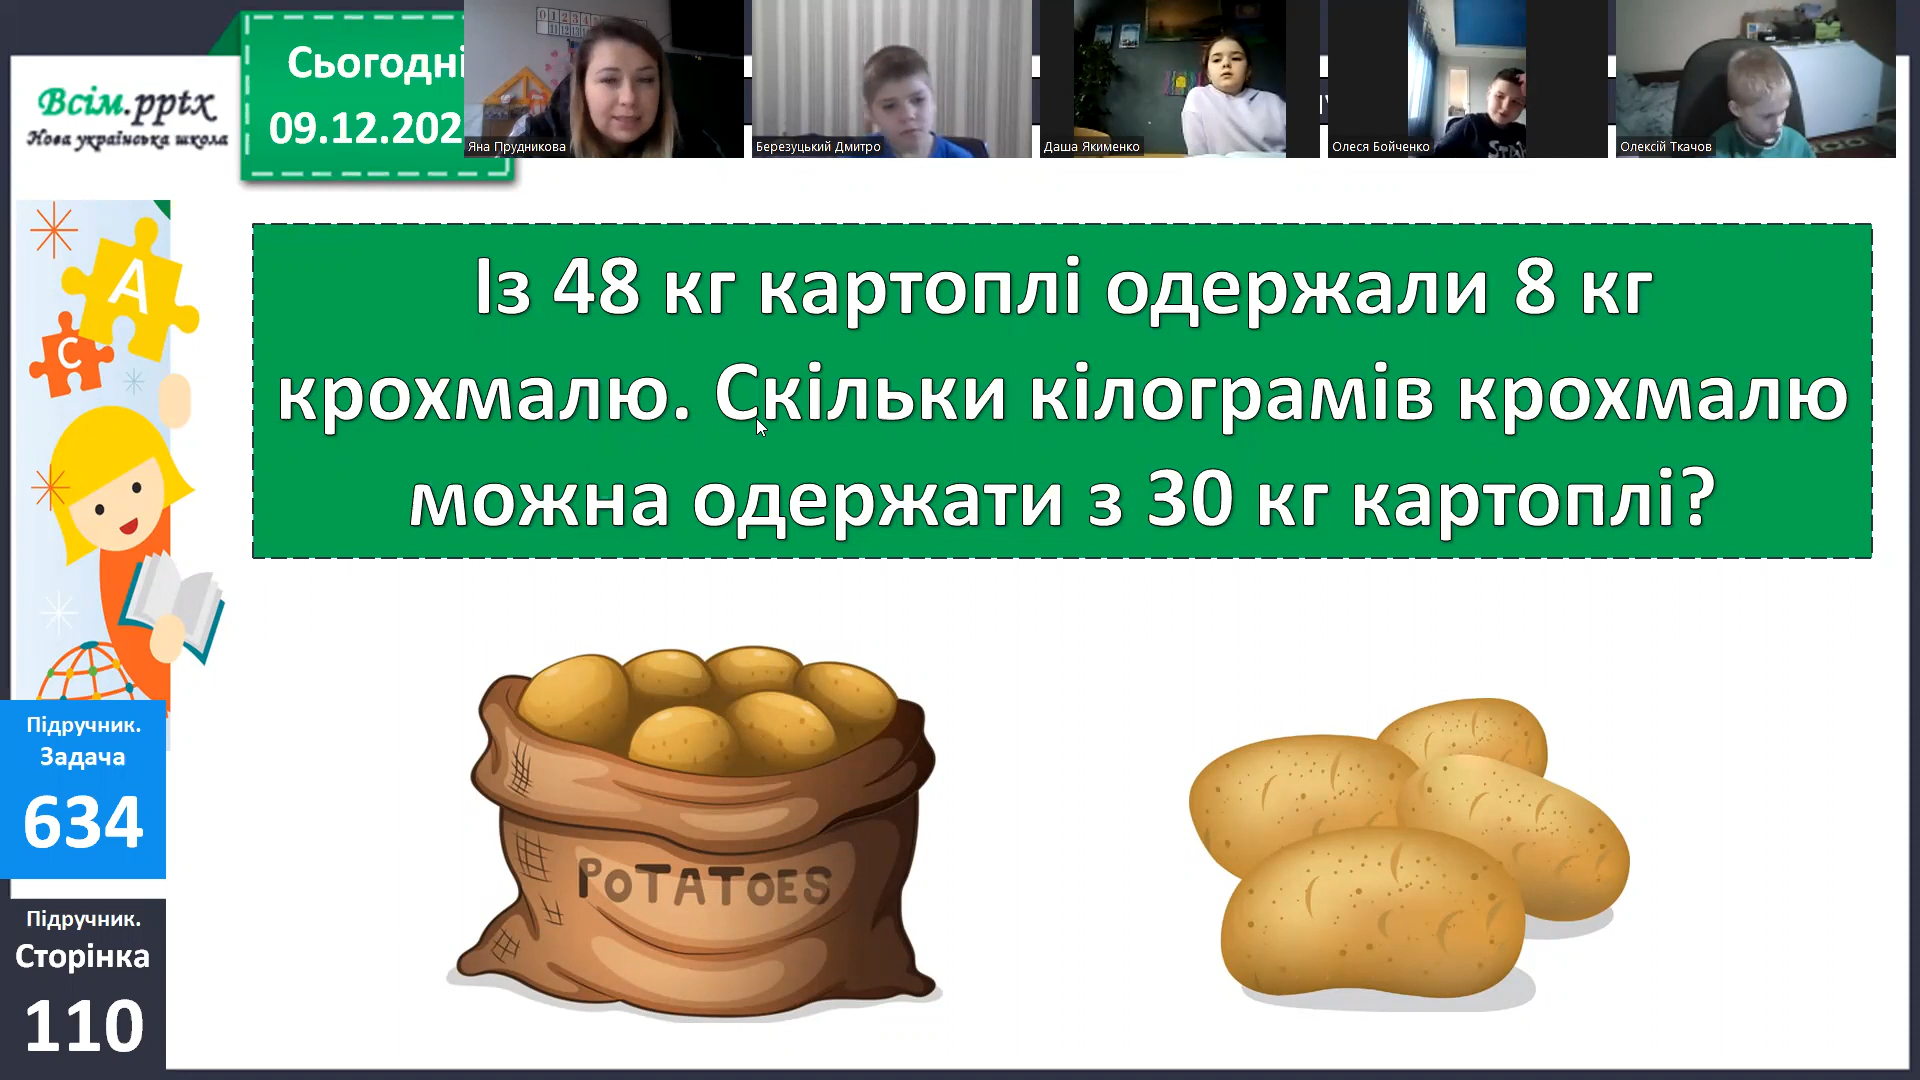 Сьогодні
09.12.202
Всім.pptx
Нова українська школа
Яна Прудникова
Березуцький Дмитро
Даша Якименко
Олеся Бойченко
Олексій Ткачов
Із 48 кг картоплі одержали 8 кг
крохмалю. Скільки кілограмів крохмалю
можна одержати з 30 кг картоплі?
А
С
Підручник.
Задача
634
Підручник.
Сторінка
110
POTATOES